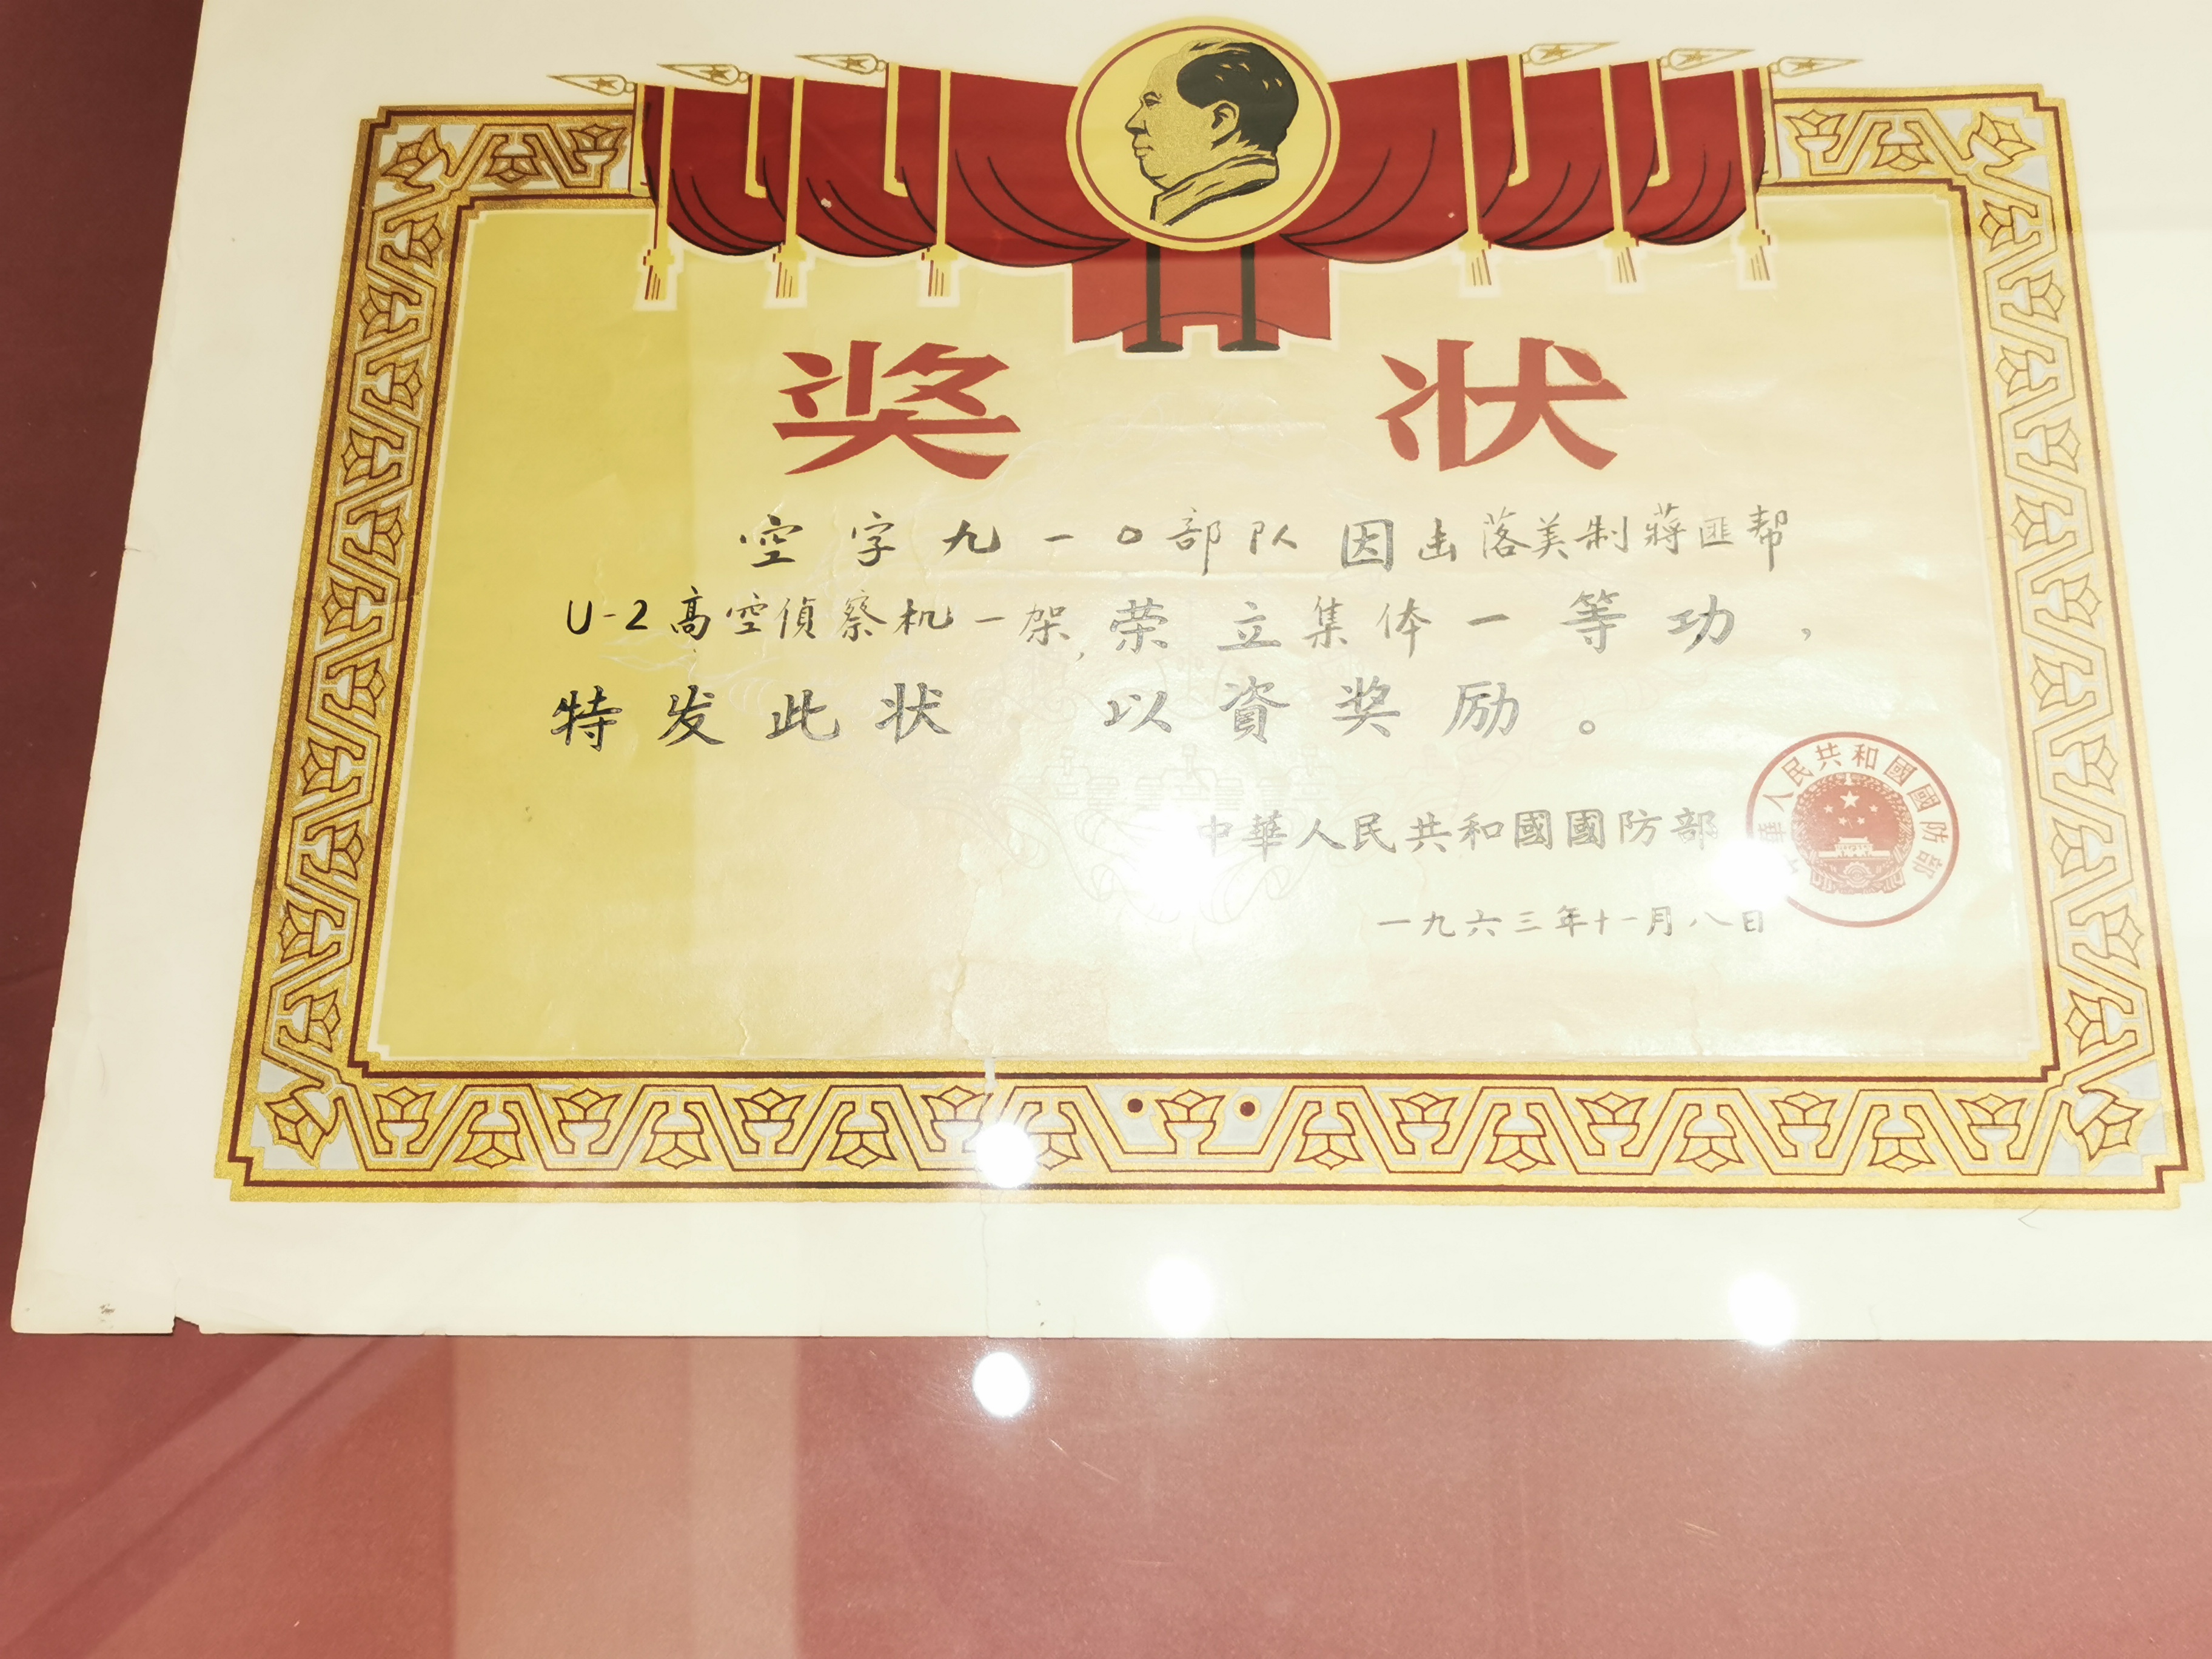 奖状
空字九一〇部队因击落美制蒋匪帮
U-2高空偵察机一架,荣立集体一等功,
特发此状 以資奖励。
中華人民共和國國防部
一九六三年十一月八日
中華人民共和國國防部